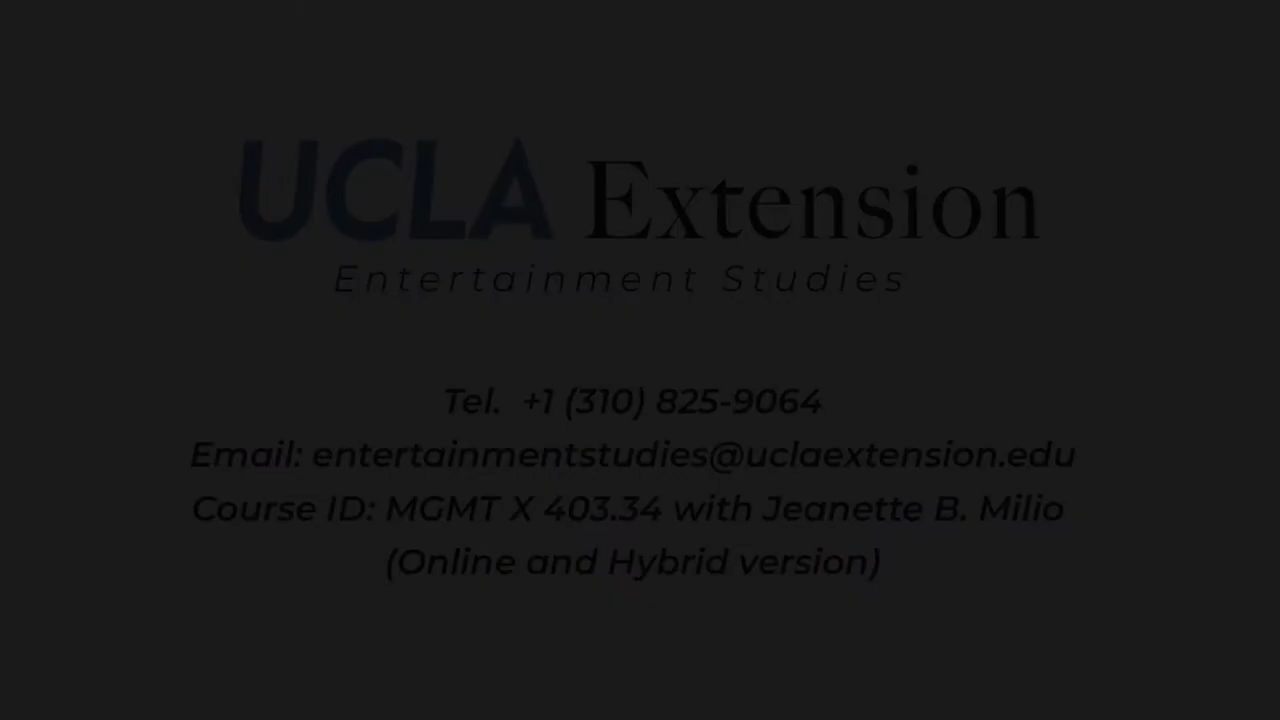 UCLA Extension
Entertainment Studies
Tel. +1 (310) 825-9064
Email: entertainmentstudies@uclaextension.edu
Course ID: MGMT X 403.34 with Jeanette B. Milio
(Online and Hybrid version)